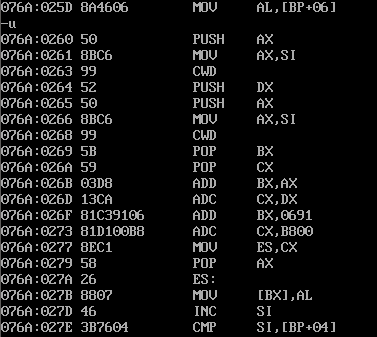 076A:025D 8A4606 MOV AL,[BP+06]
-u
076A:0260 50 PUSH AX
076A:0261 8BC6 MOV AX,SI
076A:0263 99 CWD
076A:0264 52 PUSH DX
076A:0265 50 PUSH AX
076A:0266 8BC6 MOV AX,SI
076A:0268 99 CWD
076A:0269 5B POP BX
076A:026A 59 POP CX
076A:026B 03D8 ADD BX,AX
076A:026D 13CA ADC CX,DX
076A:026F 81C39106 ADD BX,0691
076A:0273 81D100B8 ADC CX,B800
076A:0277 8EC1 MOV ES,CX
076A:0279 58 POP AX
076A:027A 26 ES:
076A:027B 8807 MOV [BX],AL
076A:027D 46 INC SI
076A:027E 3B7604 CMP SI,[BP+04]